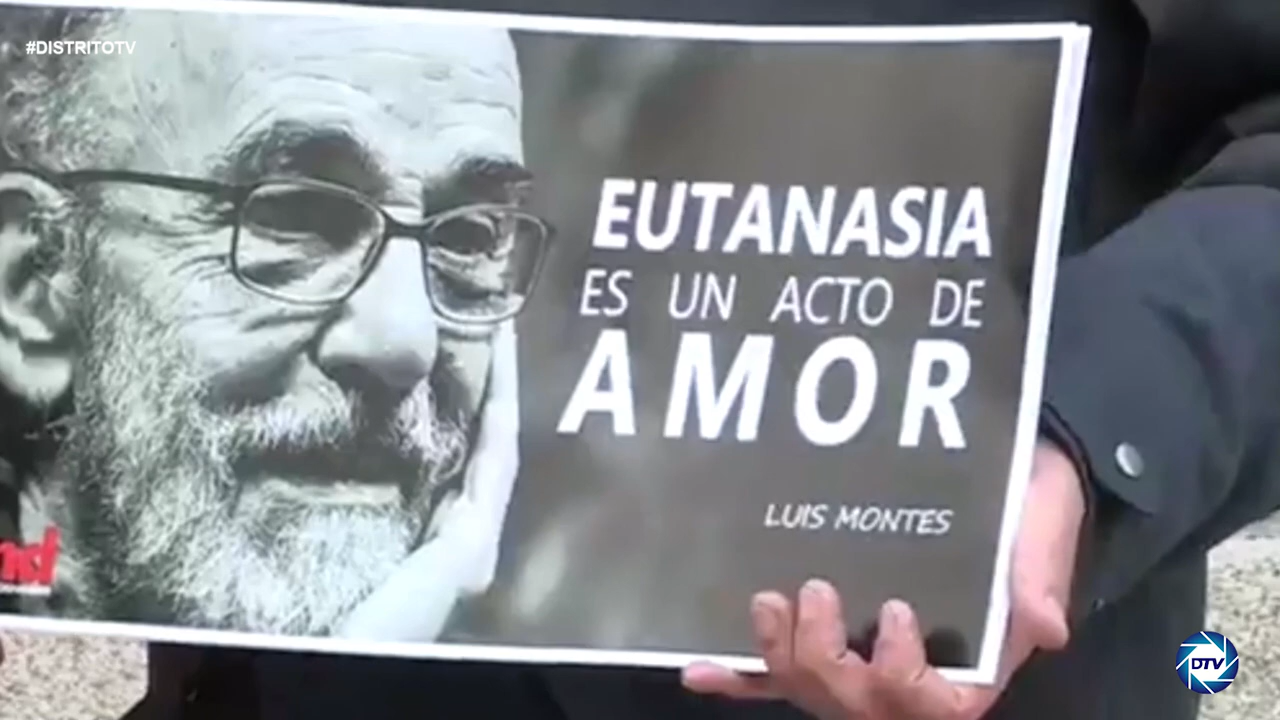 #DISTRITOTV
EUTANASIA
ES UN ACTO DE
AMOR
LUIS MONTES
DTV